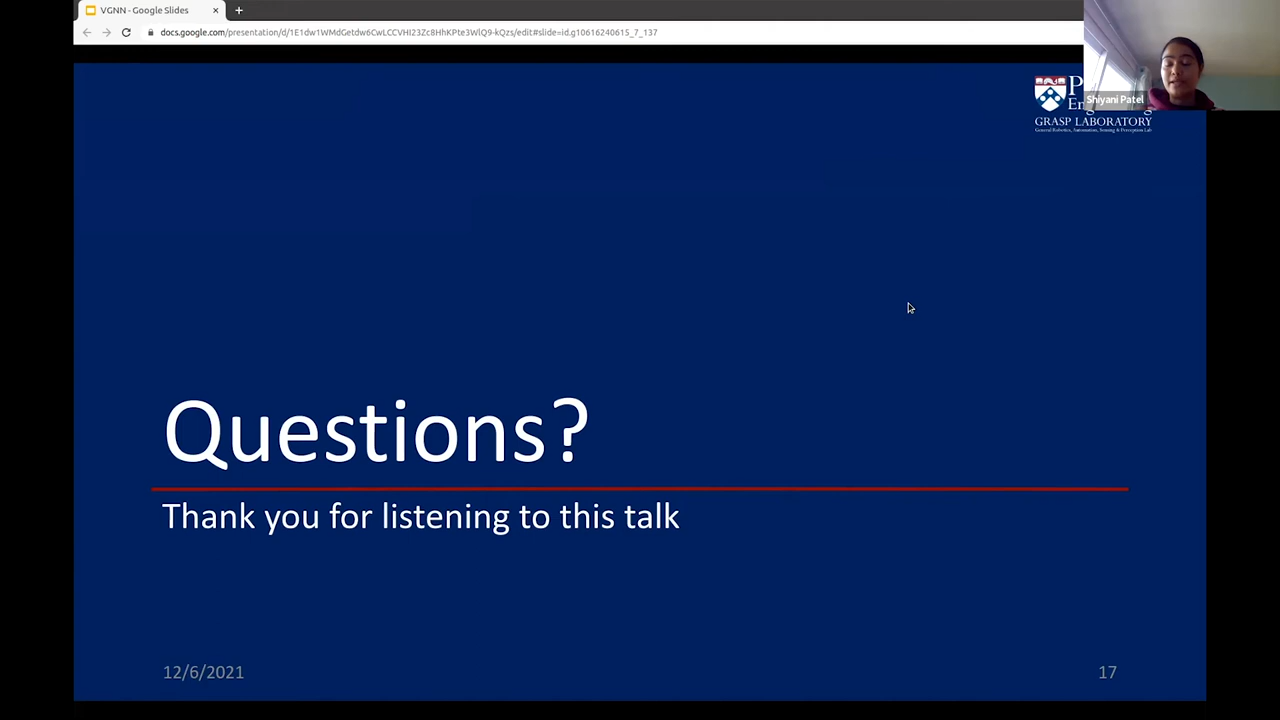 VGNN - Google Slides
docs.google.com/presentation/d/1E1dw1WMdGetdw6CwLCCVHI23Zc8HhKPte3WlQ9-kQzs/edit#slide=id.g10616240615_7_137
Shiyani Patel
GRASP LABORATORY
General Robotics, Automation, Sensing & Perception Lab
Questions?
Thank you for listening to this talk
12/6/2021
17